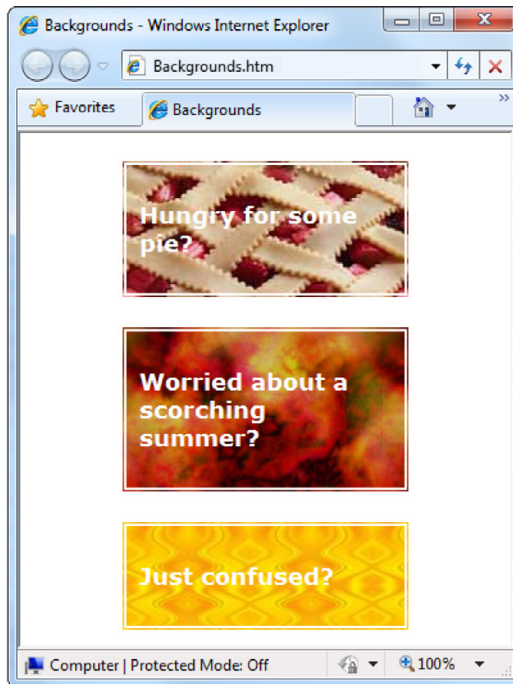 Backgrounds - Windows Internet Explorer
Backgrounds.htm
Favorites
Backgrounds
»
Hungry for some
pie?
Worried about a
scorching
summer?
Just confused?
Computer | Protected Mode: Off
100%